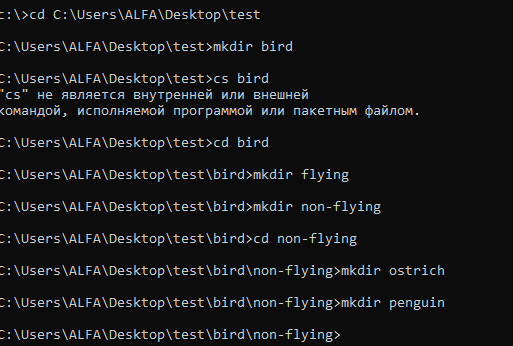 c:\>cd C:\Users\ALFA\Desktop\test
C:\Users\ALFA\Desktop\test>mkdir bird
C:\Users\ALFA\Desktop\test>cs bird
"cs" не является внутренней или внешней
командой, исполняемой программой или пакетным файлом.
C:\Users\ALFA\Desktop\test>cd bird
C:\Users\ALFA\Desktop\test\bird>mkdir flying
C:\Users\ALFA\Desktop\test\bird>mkdir non-flying
C:\Users\ALFA\Desktop\test\bird>cd non-flying
C:\Users\ALFA\Desktop\test\bird\non-flying>mkdir ostrich
C:\Users\ALFA\Desktop\test\bird\non-flying>mkdir penguin
C:\Users\ALFA\Desktop\test\bird\non-flying>